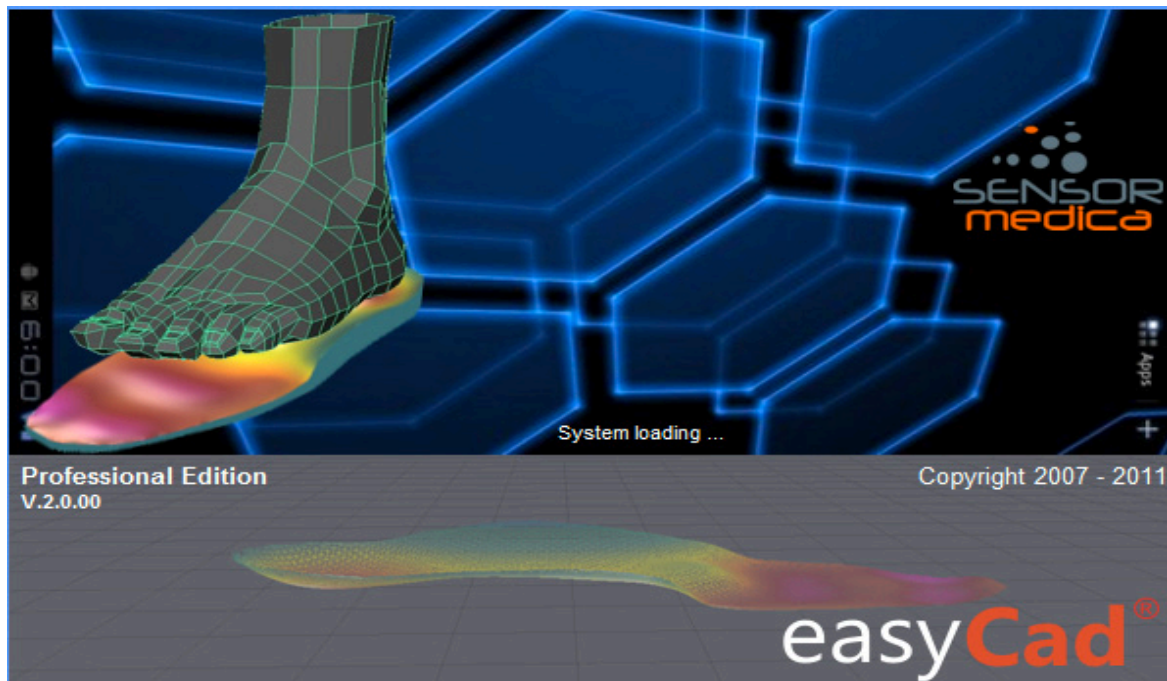 SENSOR
medica
6:00
Apps
System loading ...
Professional Edition
Copyright 2007 - 2011
V.2.0.00
easyCad®